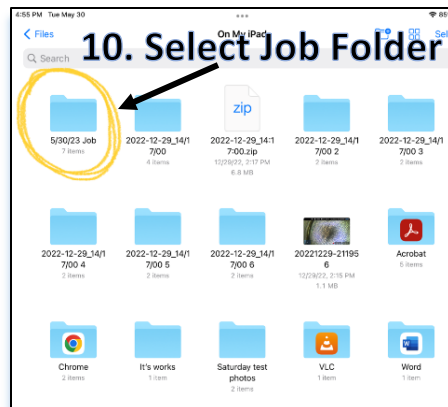 4:55 PM Tue May 30
85
Files
On My iPad
10. Select Job Folder
Search
zip
5/30/23 Job
7 items
2022-12-29_14/1
7/00
4 items
2022-12-29_14:1
7:00.zip
12/29/22, 2:17 PM
6.8 MB
2022-12-29_14/1
7/00 2
2 items
2022-12-29_14/1
7/00 3
2 items
2022-12-29_14/1
7/00 4
2 items
2022-12-29_14/1
7/00 5
2 items
2022-12-29_14/1
7/00 6
2 items
20221229-21195
6
12/29/22, 2:15 PM
1.1 MB
Acrobat
5 items
Chrome
2 items
It's works
1 item
Saturday test
photos
2 items
VLC
1 item
W
Word
1 item